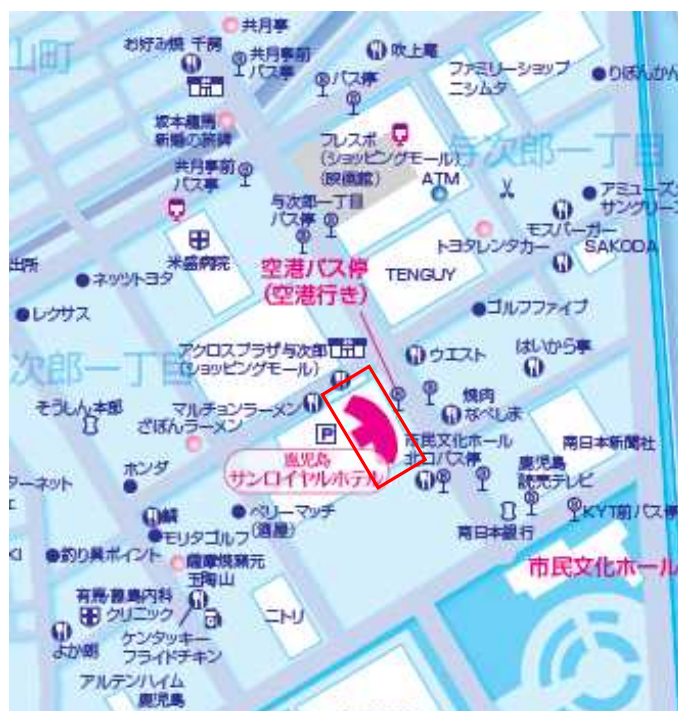 共月亭
お好み焼 千房
共月亭前
バス亭
吹上庵
山町
バス停
ファミリーショップ
ニシムタ
りぼんかん
坂本龍馬
新婚の旅碑
フレスポ
(ショッピングモール)
(映画館)
与次郎一丁目
共月亭前
バス亭
ATM
アミューズ
サングリーン
与次郎一丁目
バス停
モスバーガー
トヨタレンタカー
SAKODA
米盛病院
空港バス停
(空港行き)
TENGUY
出所
ネッツトヨタ
レクサス
ゴルフファイブ
次郎一丁目
アクロスプラザ与次郎
(ショッピングモール)
ウエスト
はいから亭
そうしん本部
マルチョンラーメン
ざぼんラーメン
焼肉
なべしま
P
市民文化ホール
北口バス停
南日本新聞社
鹿児島
サンロイヤルホテル
鹿児島
読売テレビ
ホンダ
ターネット
ベリーマッチ
(酒屋)
南日本銀行
KYT前バス停
モリタゴルフ
釣り具ポイント
薩摩焼窯元
市民文化ホール
有馬・饅島内科
クリニック
ニトリ
よか朗
ケンタッキー
フライドチキン
アルテンハイム
鹿児島